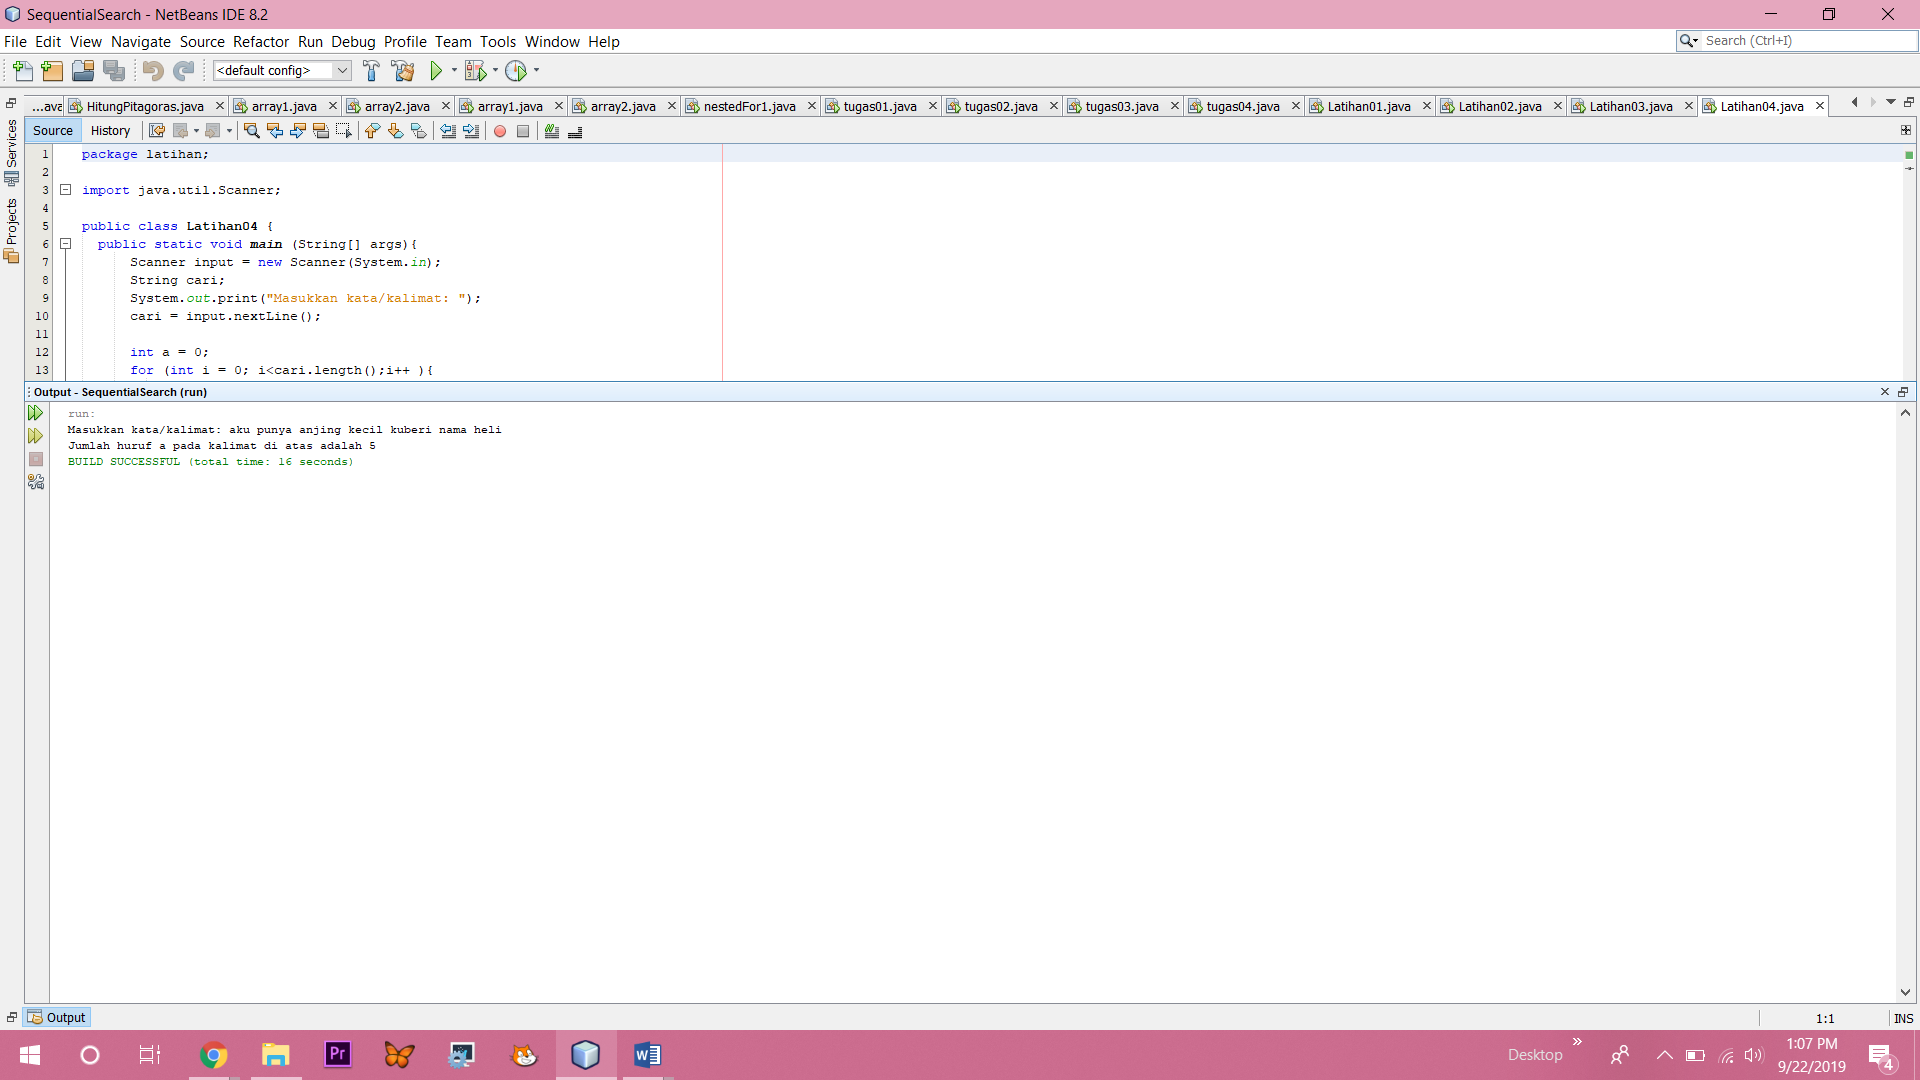 SequentialSearch - NetBeans IDE 8.2
File Edit View Navigate Source Refactor Run Debug Profile Team Tools Window Help
Search (Ctrl+I)
<default config>
...ava HitungPitagoras.java array1.java array2.java array1.java array2.java nestedFor1.java tugas01.java tugas02.java tugas03.java tugas04.java Latihan01.java Latihan02.java Latihan03.java Latihan04.java
Source History
Services
Projects
1 package latihan;
2
3 import java.util.Scanner;
4
5 public class Latihan04 {
6 public static void main (String[] args){
7 Scanner input = new Scanner(System.in);
8 String cari;
9 System.out.print("Masukkan kata/kalimat: ");
10 cari = input.nextLine();
11
12 int a = 0;
13 for (int i = 0; i<cari.length();i++ ){
Output - SequentialSearch (run)
run:
Masukkan kata/kalimat: aku punya anjing kecil kuberi nama heli
Jumlah huruf a pada kalimat di atas adalah 5
BUILD SUCCESSFUL (total time: 16 seconds)
Output
1:1 INS
Pr
W
Desktop
1:07 PM
9/22/2019
4